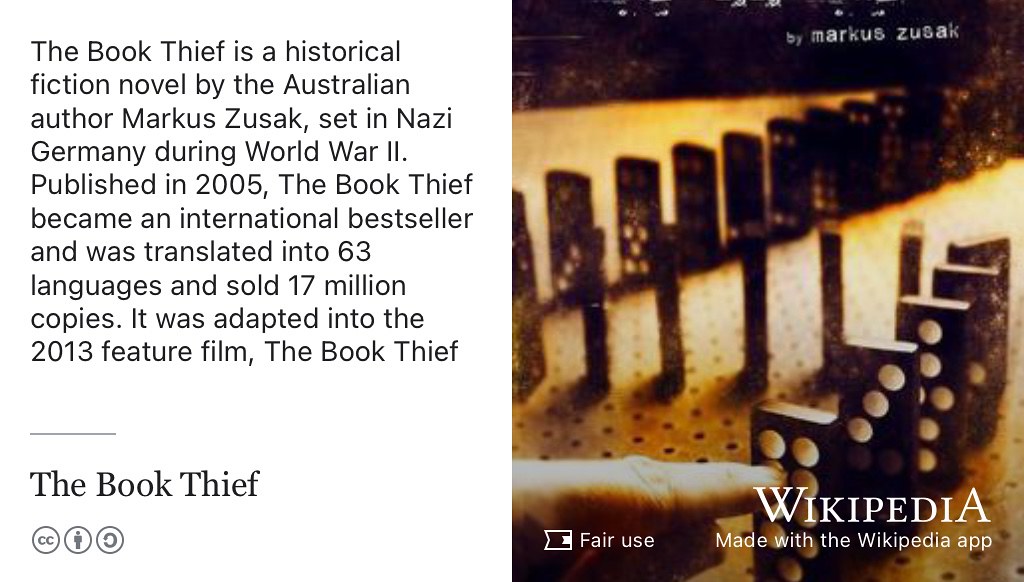 The Book Thief is a historical
fiction novel by the Australian
author Markus Zusak, set in Nazi
Germany during World War II.
Published in 2005, The Book Thief
became an international bestseller
and was translated into 63
languages and sold 17 million
copies. It was adapted into the
2013 feature film, The Book Thief
The Book Thief
cc
by markus zusak
WIKIPEDIA
Fair use
Made with the Wikipedia app